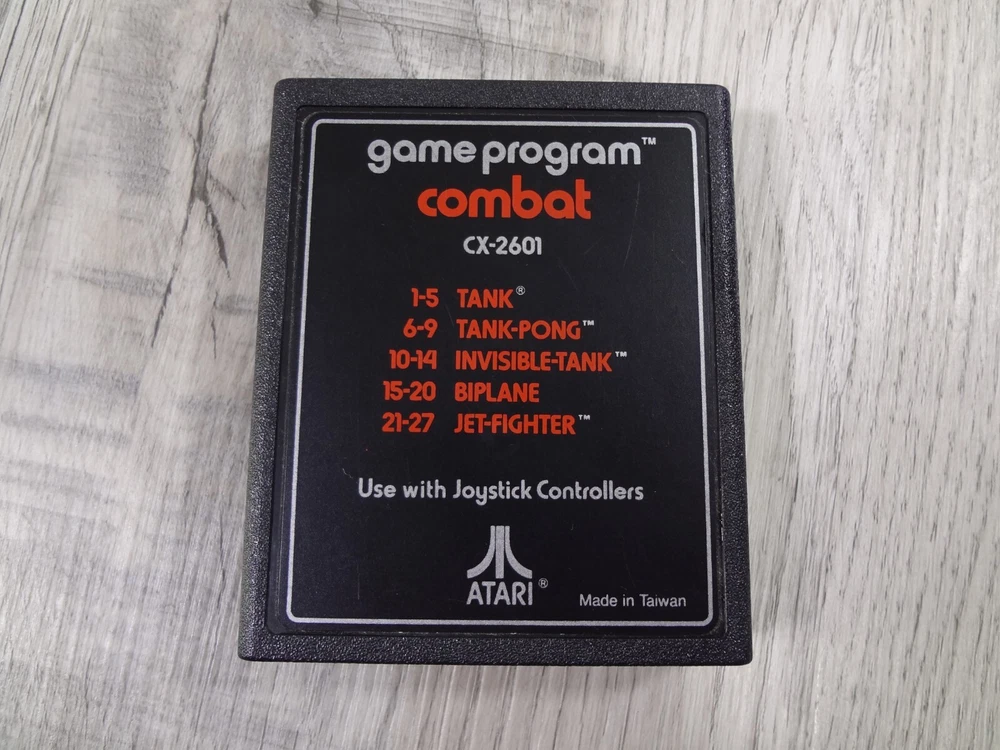 game program™
combat
CX-2601
1-5 TANK®
6-9 TANK-PONG™
10-14 INVISIBLE-TANK™
15-20 BIPLANE
21-27 JET-FIGHTER™
Use with Joystick Controllers
ATARI®
Made in Taiwan